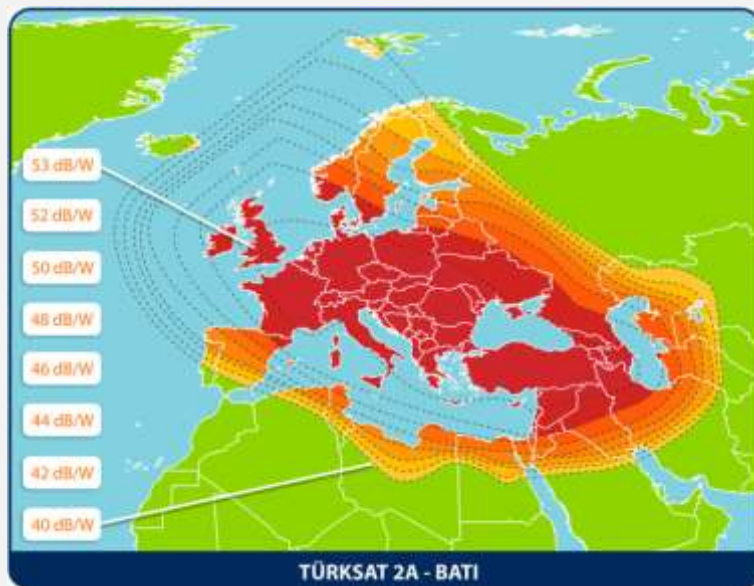 53 dB/W
52 dB/W
50 dB/W
48 dB/W
46 dB/W
44 dB/W
42 dB/W
40 dB/W
TÜRKSAT 2A - BATI